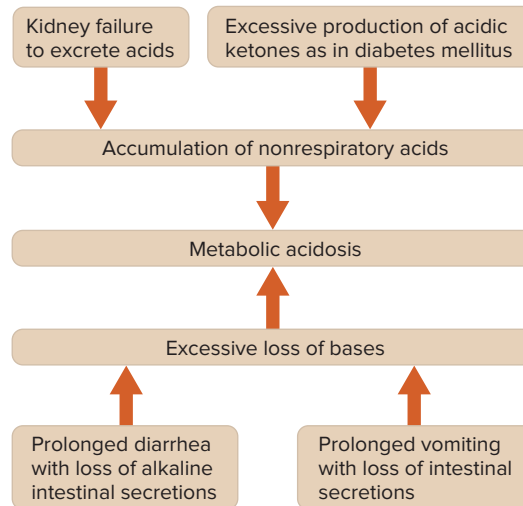 Kidney failure
to excrete acids
Excessive production of acidic
ketones as in diabetes mellitus
Accumulation of nonrespiratory acids
Metabolic acidosis
Excessive loss of bases
Prolonged diarrhea
with loss of alkaline
intestinal secretions
Prolonged vomiting
with loss of intestinal
secretions